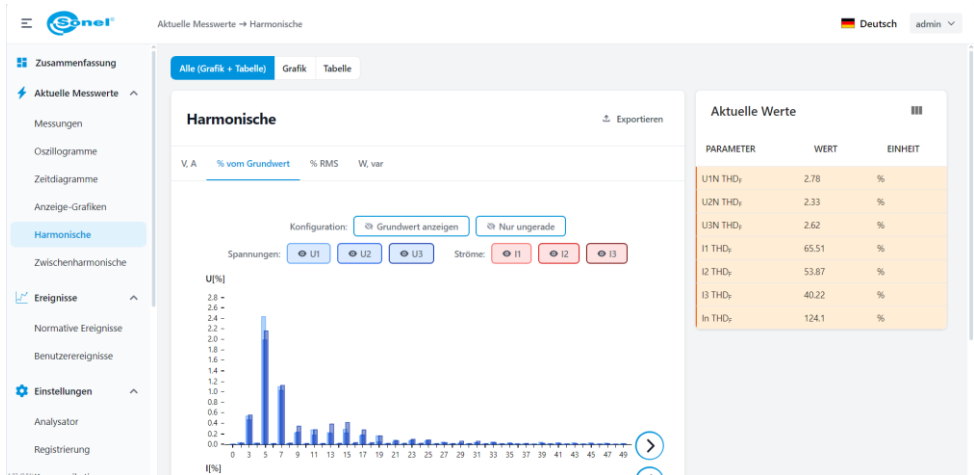 Sonel®
Aktuelle Messwerte → Harmonische
Deutsch
admin
Zusammenfassung
Aktuelle Messwerte
Messungen
Oszillogramme
Zeitdiagramme
Anzeige-Grafiken
Harmonische
Zwischenharmonische
Ereignisse
Normative Ereignisse
Benutzerereignisse
Einstellungen
Analysator
Registrierung
Alle (Grafik + Tabelle) Grafik Tabelle
Harmonische
Exportieren
V, A % vom Grundwert % RMS W, var
Konfiguration: Grundwert anzeigen Nur ungerade
Spannungen: U1 U2 U3 Ströme: I1 I2 I3
U[%]
2.8
2.6
2.4
2.2
2.0
1.8
1.6
1.4
1.2
1.0
0.8
0.6
0.4
0.2
0.0
0 3 5 7 9 11 13 15 17 19 21 23 25 27 29 31 33 35 37 39 41 43 45 47 49
I[%]
Aktuelle Werte
PARAMETER WERT EINHEIT
U1N THDF 2.78 %
U2N THDF 2.33 %
U3N THDF 2.62 %
I1 THDF 65.51 %
I2 THDF 53.87 %
I3 THDF 40.22 %
In THDF 124.1 %